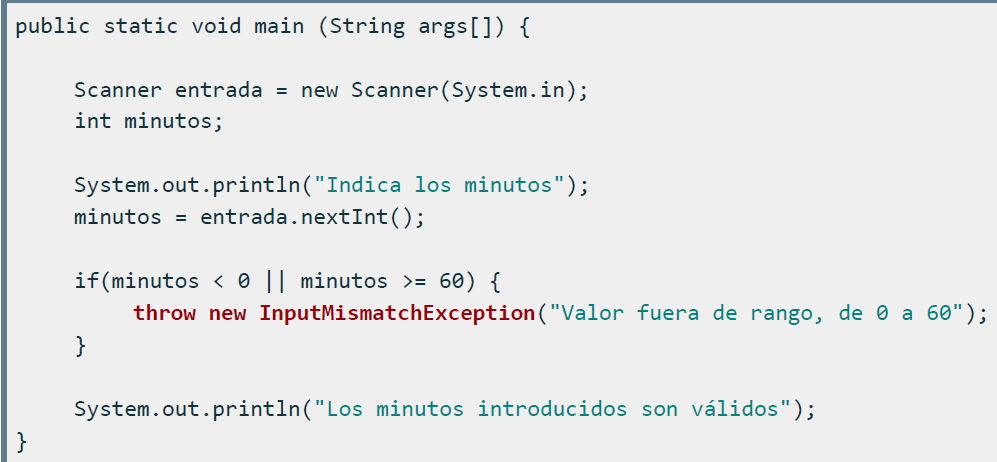 public static void main (String args[]) {
Scanner entrada = new Scanner(System.in);
int minutos;
System.out.println("Indica los minutos");
minutos = entrada.nextInt();
if(minutos < 0 || minutos >= 60) {
throw new InputMismatchException("Valor fuera de rango, de 0 a 60");
}
System.out.println("Los minutos introducidos son válidos");
}